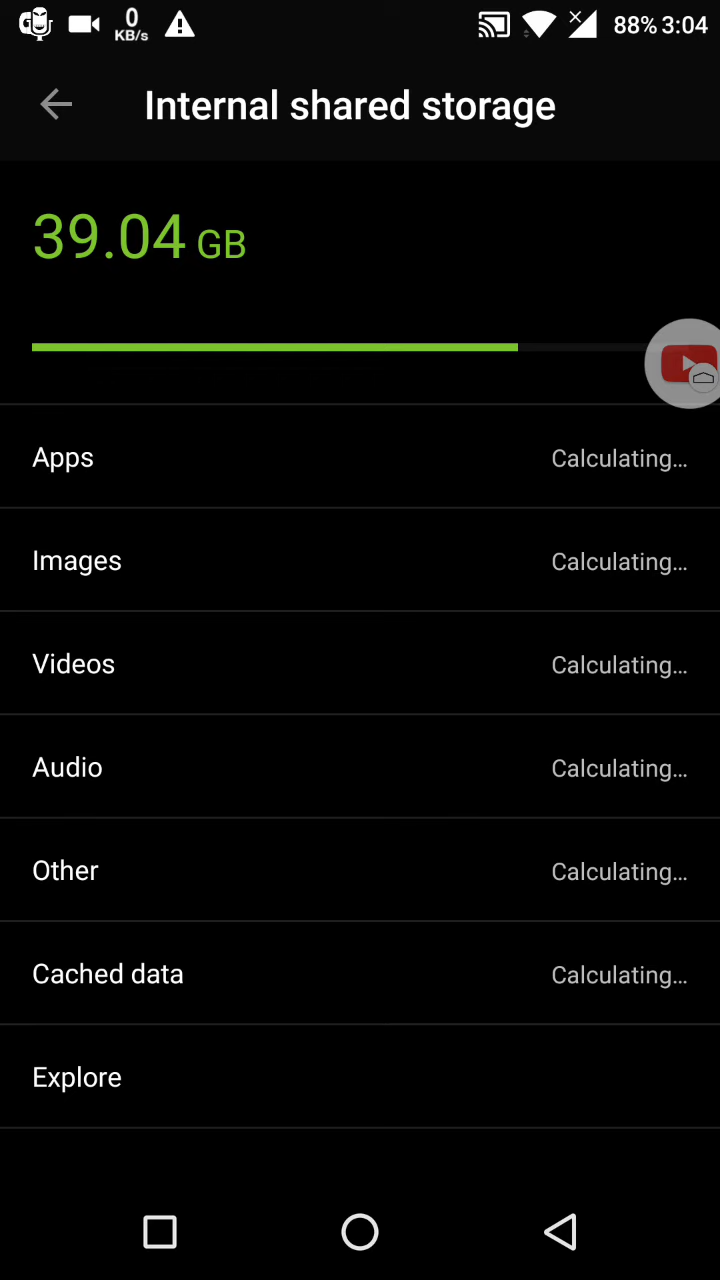 0
KB/s
88% 3:04
Internal shared storage
39.04 GB
Apps
Calculating...
Images
Calculating...
Videos
Calculating...
Audio
Calculating...
Other
Calculating...
Cached data
Calculating...
Explore